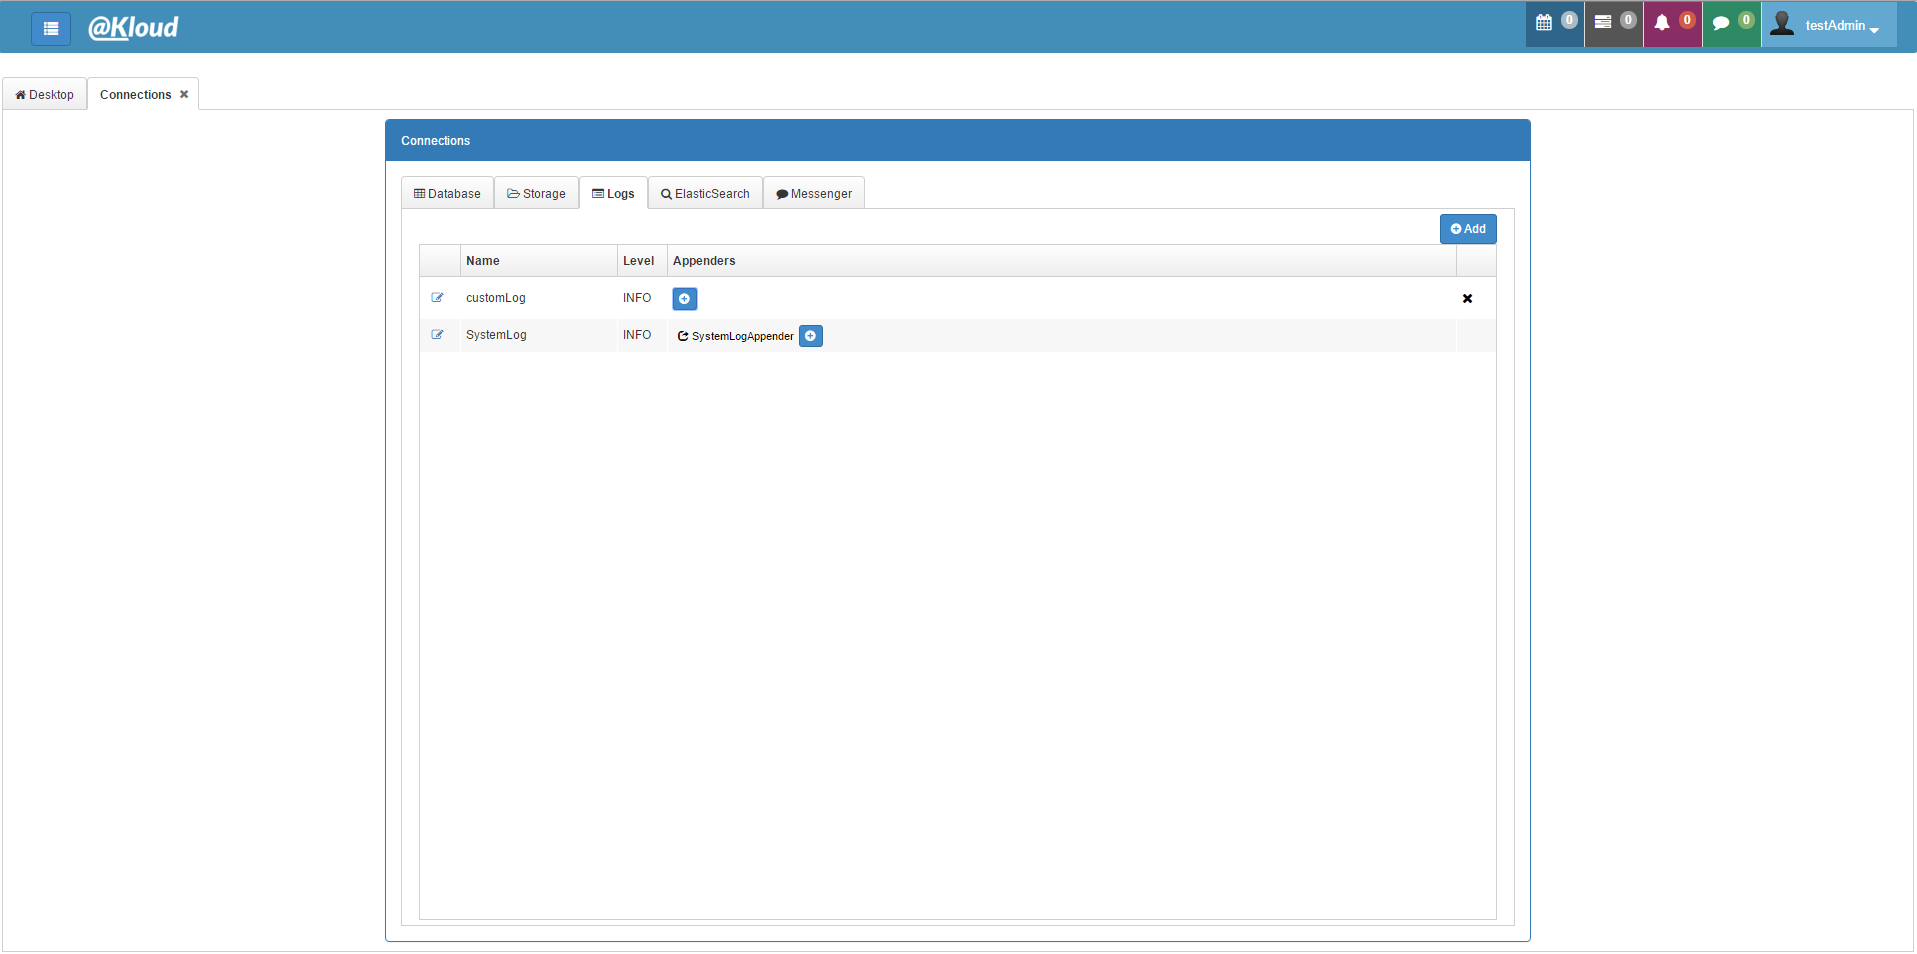 @Kloud 0 0 0 0 testAdmin
Desktop Connections
Connections
Database Storage Logs ElasticSearch Messenger
Add
Name Level Appenders
customLog INFO
SystemLog INFO SystemLogAppender